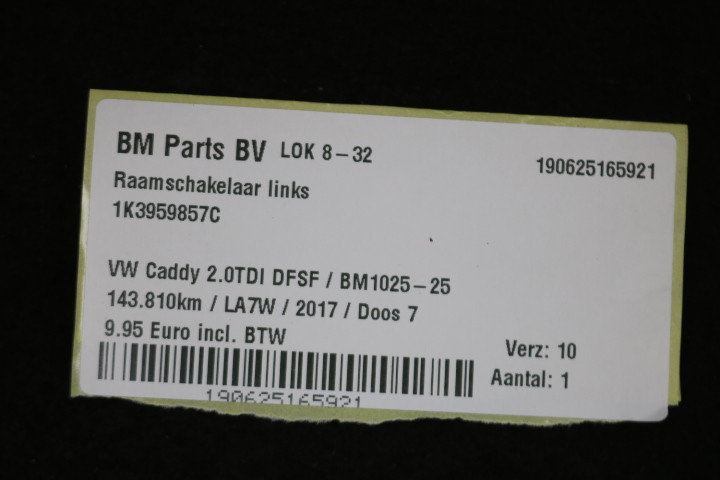 BM Parts BV LOK 8-32
190625165921
Raamschakelaar links
1K3959857C
VW Caddy 2.0TDI DFSF / BM1025-25
143.810km / LA7W / 2017 / Doos 7
9.95 Euro incl. BTW
Verz: 10
Aantal: 1
190625165921